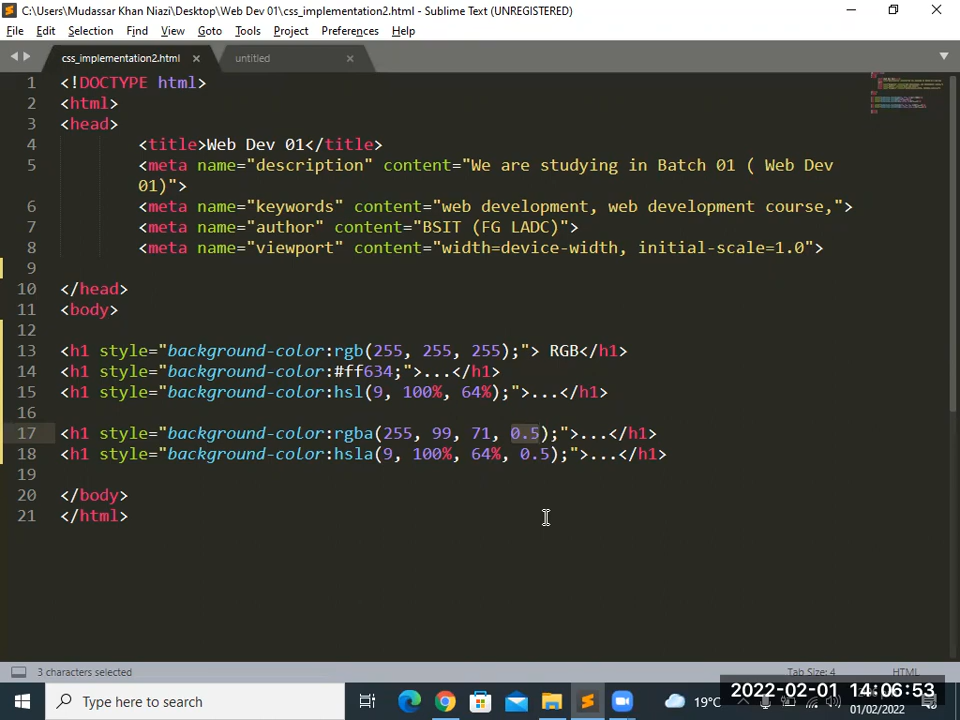 C:\Users\Mudassar Khan Niazi\Desktop\Web Dev 01\css_implementation2.html - Sublime Text (UNREGISTERED)
File Edit Selection Find View Goto Tools Project Preferences Help
css_implementation2.html × untitled ×
1 <!DOCTYPE html>
2 <html>
3 <head>
4 <title>Web Dev 01</title>
5 <meta name="description" content="We are studying in Batch 01 ( Web Dev
01)">
6 <meta name="keywords" content="web development, web development course,">
7 <meta name="author" content="BSIT (FG LADC)">
8 <meta name="viewport" content="width=device-width, initial-scale=1.0">
9
10 </head>
11 <body>
12
13 <h1 style="background-color:rgb(255, 255, 255);"> RGB</h1>
14 <h1 style="background-color:#ff634;">...</h1>
15 <h1 style="background-color:hsl(9, 100%, 64%);">...</h1>
16
17 <h1 style="background-color:rgba(255, 99, 71, 0.5);">...</h1>
18 <h1 style="background-color:hsla(9, 100%, 64%, 0.5);">...</h1>
19
20 </body>
21 </html>
3 characters selected Tab Size: 4 HTML
Type here to search 19°C
2022-02-01 14:06:53
01/02/2022